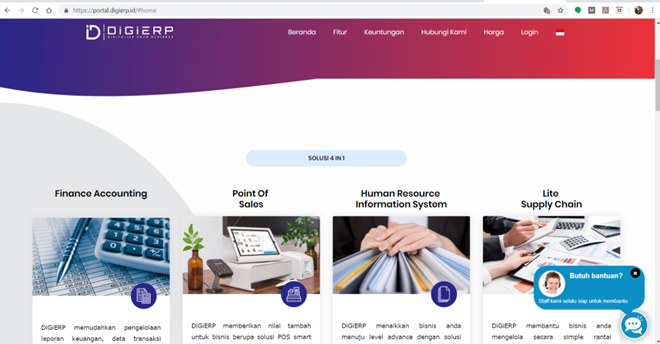 https://portal.digierp.id/#home
DiGiERP
DIGITALIZE YOUR BUSINESS
Beranda Fitur Keuntungan Hubungi Kami Harga Login
SOLUSI 4 IN 1
Finance Accounting
Point Of
Sales
Human Resource
Information System
Lite
Supply Chain
Butuh bantuan?
Staff kami selalu siap untuk membantu
DiGiERP memudahkan pengelolaan
laporan keuangan, data transaksi
DiGiERP memberikan nilai tambah
untuk bisnis berupa solusi POS smart
DiGiERP menaikkan bisnis anda
menuju level advance dengan solusi
DiGiERP membantu bisnis anda
mengelola secara simple rantai